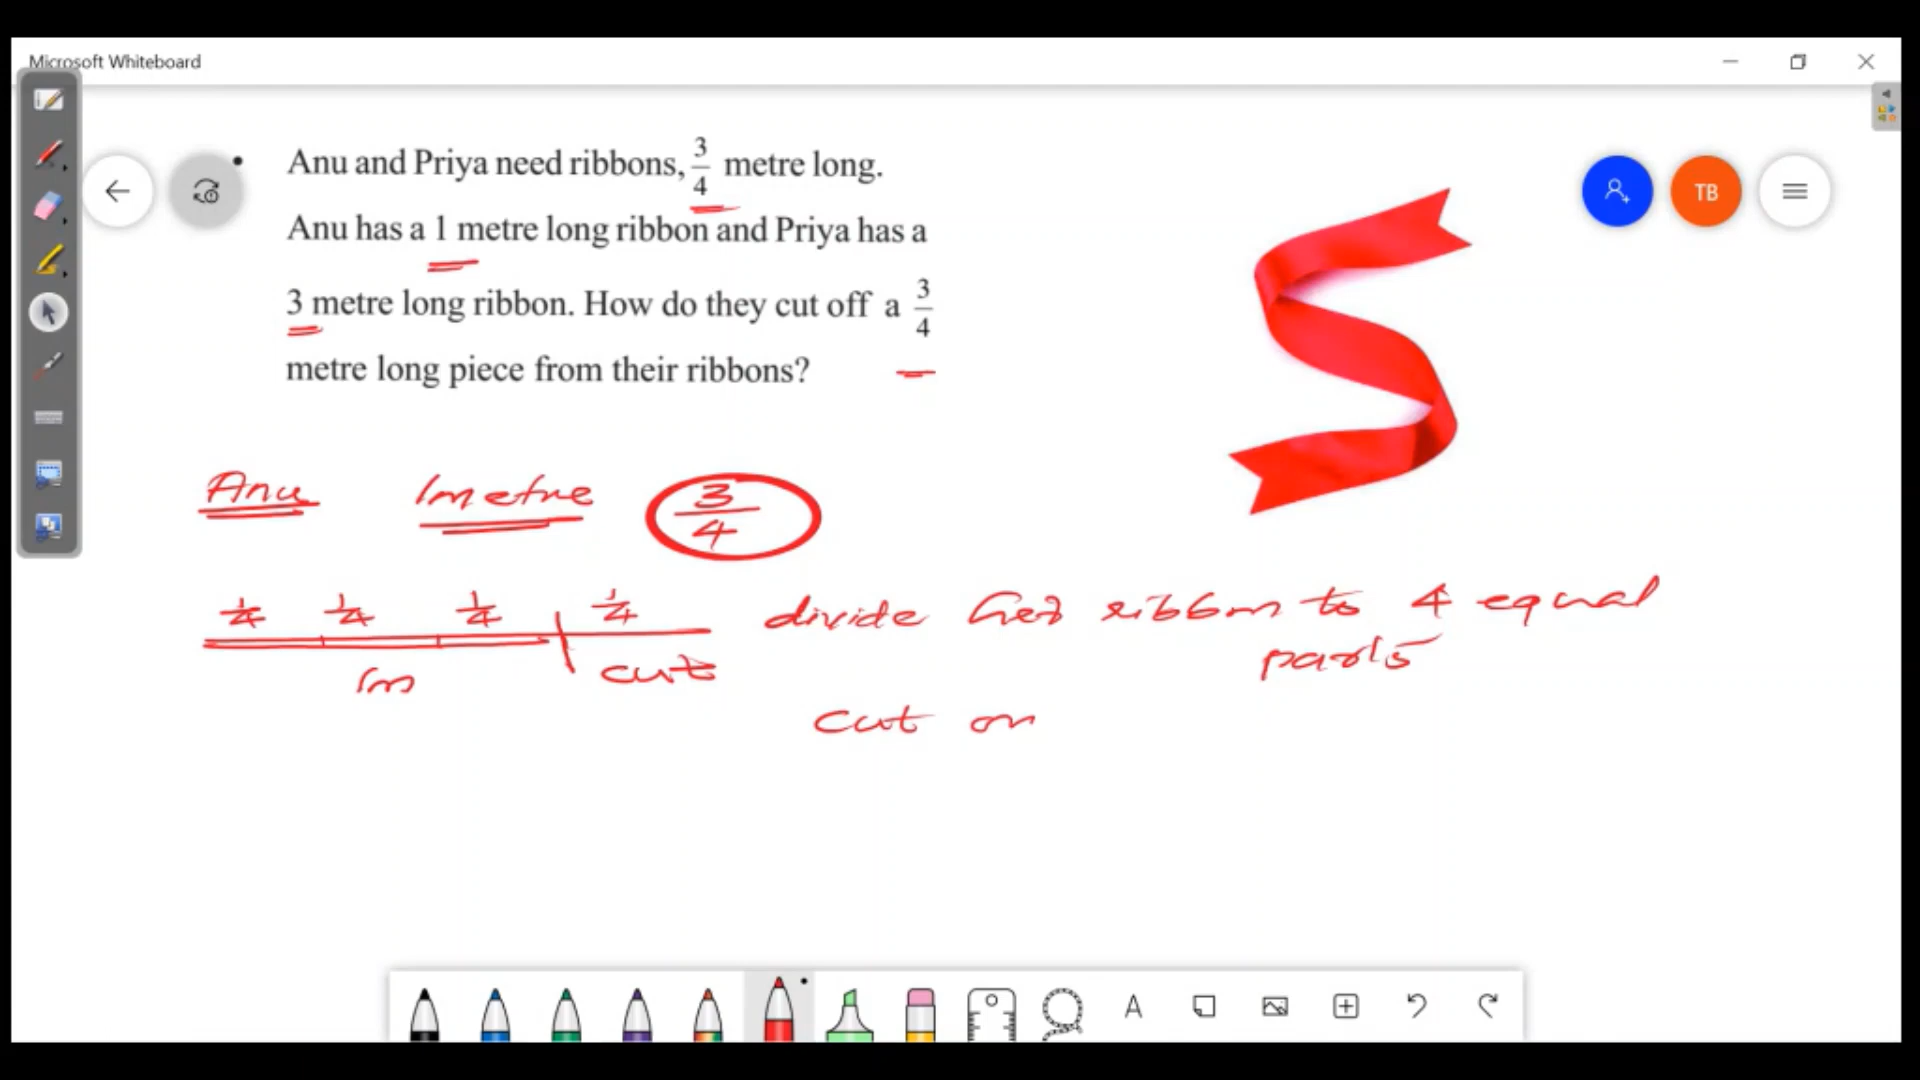 Microsoft Whiteboard
• Anu and Priya need ribbons, 3/4 metre long.
TB
Anu has a 1 metre long ribbon and Priya has a
3 metre long ribbon. How do they cut off a 3/4
metre long piece from their ribbons?
Anu 1metre 3/4
1/4 1/4 1/4 1/4 divide her ribbon to 4 equal
parts
1m cut
cut on
A